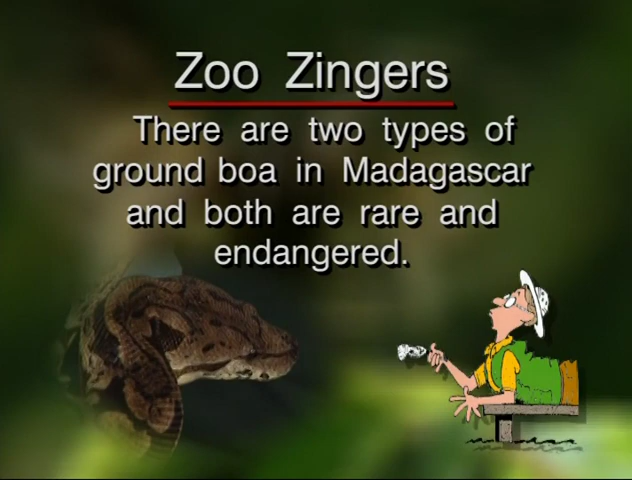 Zoo Zingers
There are two types of
ground boa in Madagascar
and both are rare and
endangered.